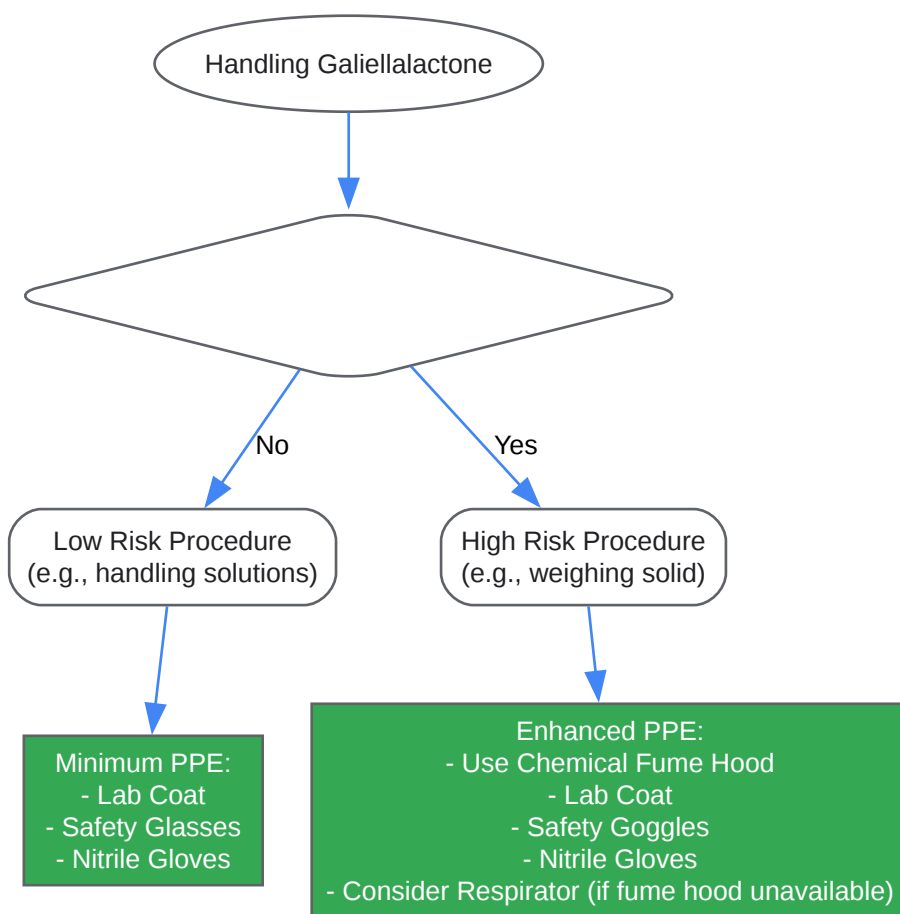 Handling Galiellalactone
No
Yes
Low Risk Procedure
(e.g., handling solutions)
High Risk Procedure
(e.g., weighing solid)
Minimum PPE:
- Lab Coat
- Safety Glasses
- Nitrile Gloves
Enhanced PPE:
- Use Chemical Fume Hood
- Lab Coat
- Safety Goggles
- Nitrile Gloves
- Consider Respirator (if fume hood unavailable)